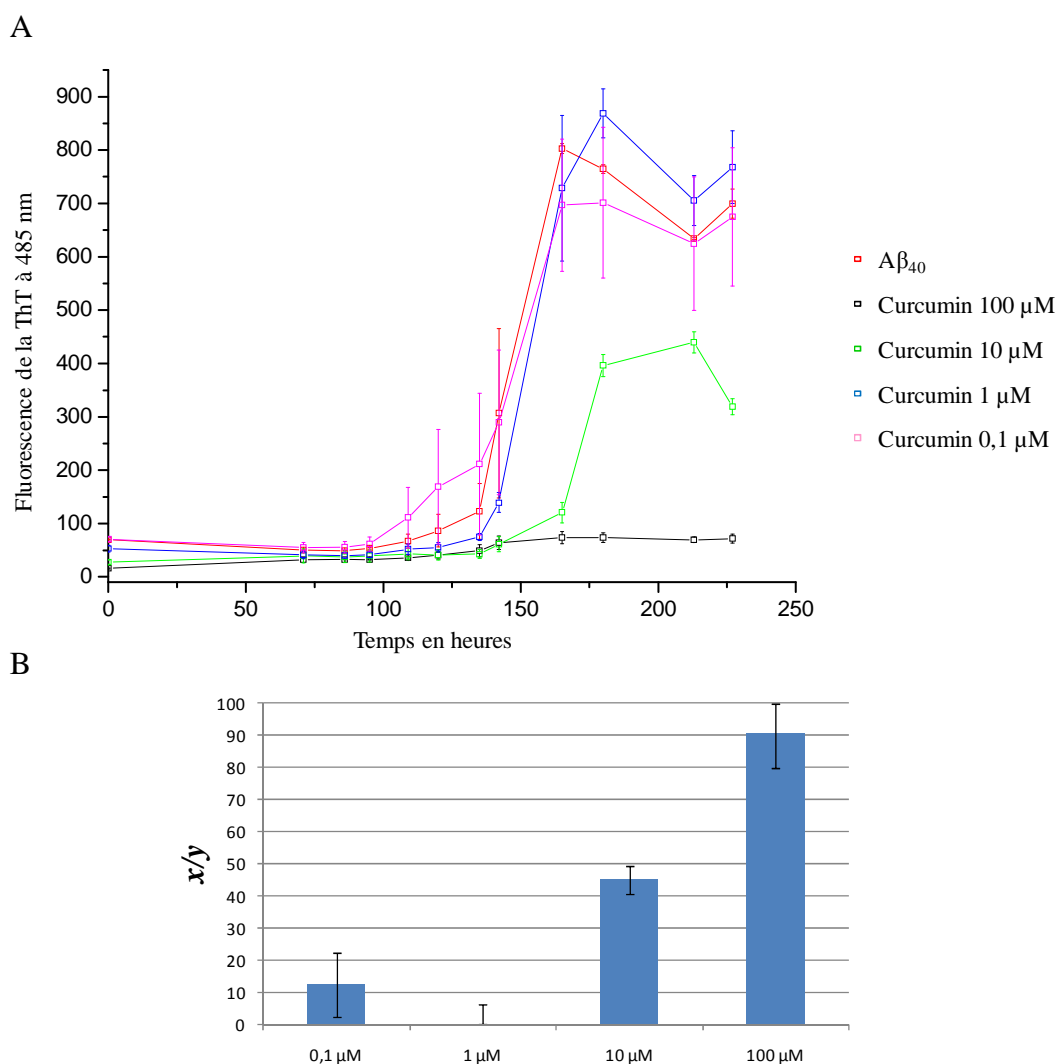 A
Fluorescence de la ThT à 485 nm
900
800
700
600
500
400
300
200
100
0
0 50 100 150 200 250
Temps en heures
Aβ₄₀
Curcumin 100 µM
Curcumin 10 µM
Curcumin 1 µM
Curcumin 0,1 µM
B
x/y
100
90
80
70
60
50
40
30
20
10
0
0,1 µM 1 µM 10 µM 100 µM